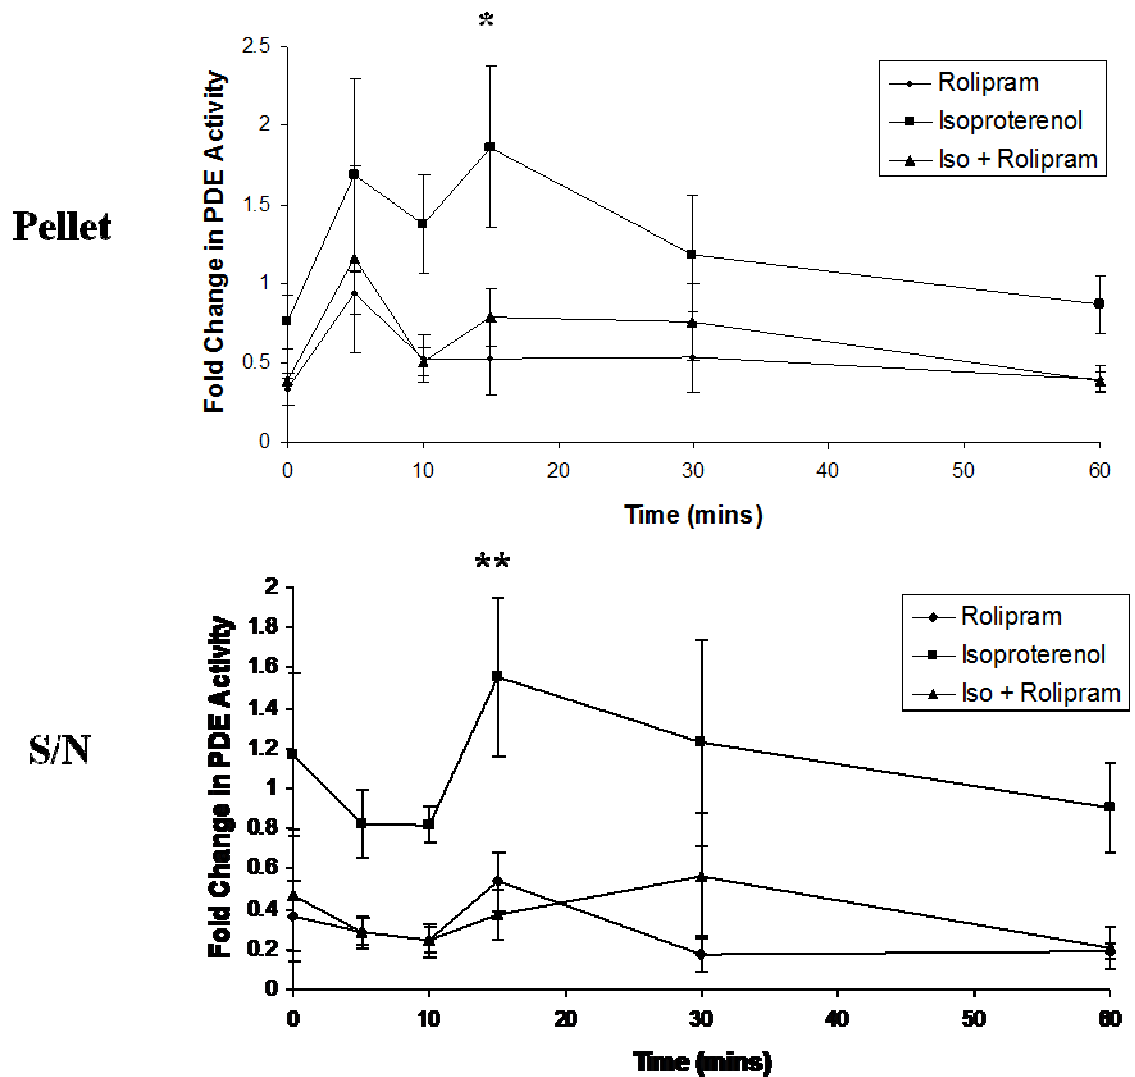 *
2.5
2
1.5
1
0.5
0
Fold Change in PDE Activity
Rolipram
Isoproterenol
Iso + Rolipram
Pellet
0 10 20 30 40 50 60
Time (mins)
**
2
1.8
1.6
1.4
1.2
1
0.8
0.6
0.4
0.2
0
Fold Change in PDE Activity
Rolipram
Isoproterenol
Iso + Rolipram
S/N
0 10 20 30 40 50 60
Time (mins)